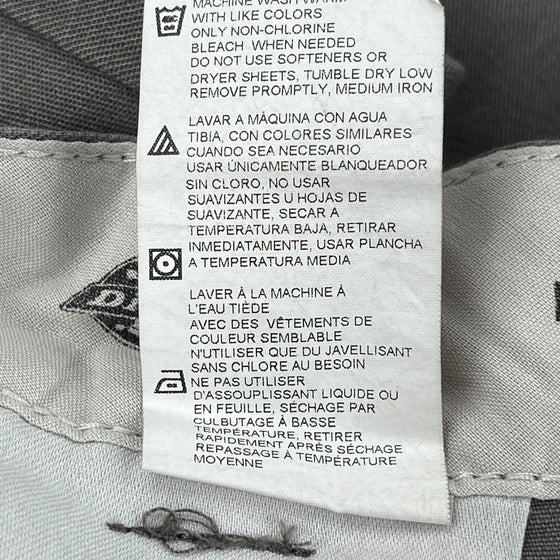 MACHINE WASH WARM
WITH LIKE COLORS
ONLY NON-CHLORINE
BLEACH WHEN NEEDED
DO NOT USE SOFTENERS OR
DRYER SHEETS, TUMBLE DRY LOW
REMOVE PROMPTLY, MEDIUM IRON
LAVAR A MÁQUINA CON AGUA
TIBIA, CON COLORES SIMILARES
CUANDO SEA NECESARIO
USAR ÚNICAMENTE BLANQUEADOR
SIN CLORO, NO USAR
SUAVIZANTES U HOJAS DE
SUAVIZANTE, SECAR A
TEMPERATURA BAJA, RETIRAR
INMEDIATAMENTE, USAR PLANCHA
A TEMPERATURA MEDIA
LAVER À LA MACHINE À
L'EAU TIÈDE
AVEC DES VÊTEMENTS DE
COULEUR SEMBLABLE
N'UTILISER QUE DU JAVELLISANT
SANS CHLORE AU BESOIN
NE PAS UTILISER
D'ASSOUPLISSANT LIQUIDE OU
EN FEUILLE, SÉCHAGE PAR
CULBUTAGE À BASSE
TEMPÉRATURE, RETIRER
RAPIDEMENT APRÈS SÉCHAGE
REPASSAGE À TEMPÉRATURE
MOYENNE